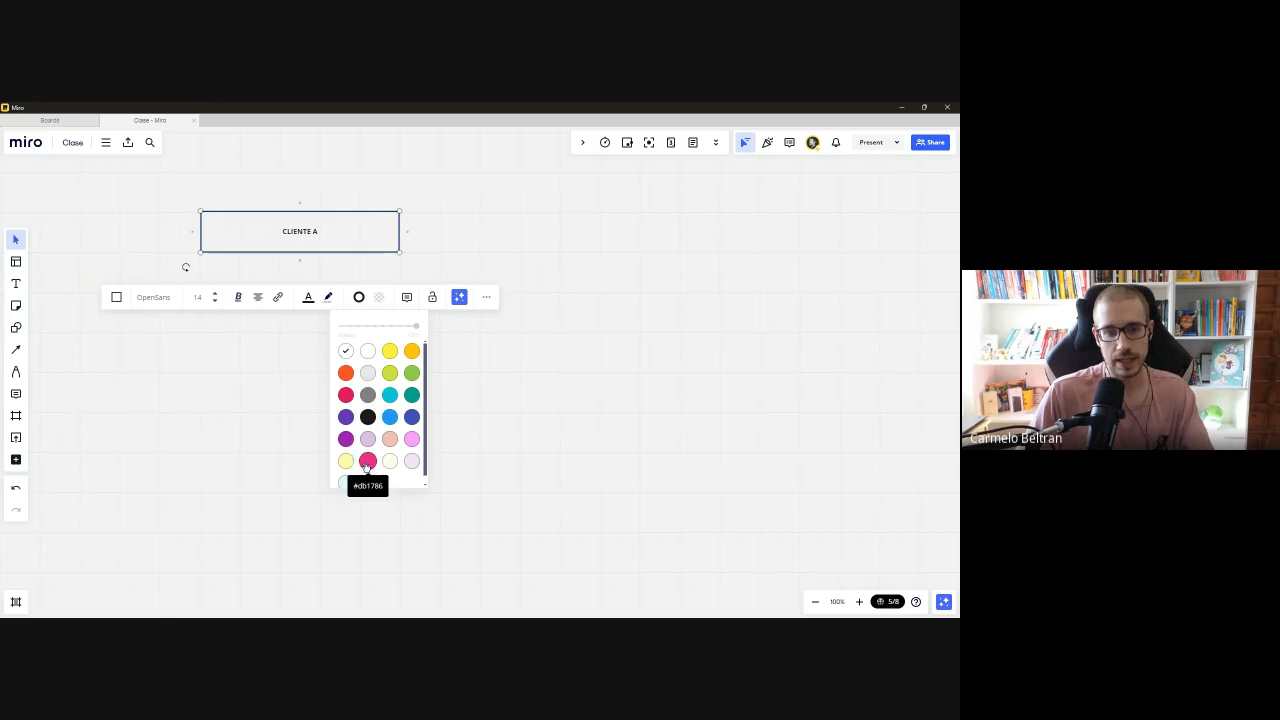 Miro
Boards
Clase - Miro
miro
Clase
Present
Share
CLIENTE A
OpenSans
14
B
A
#db1786
100%
5/8
Carmelo Beltran